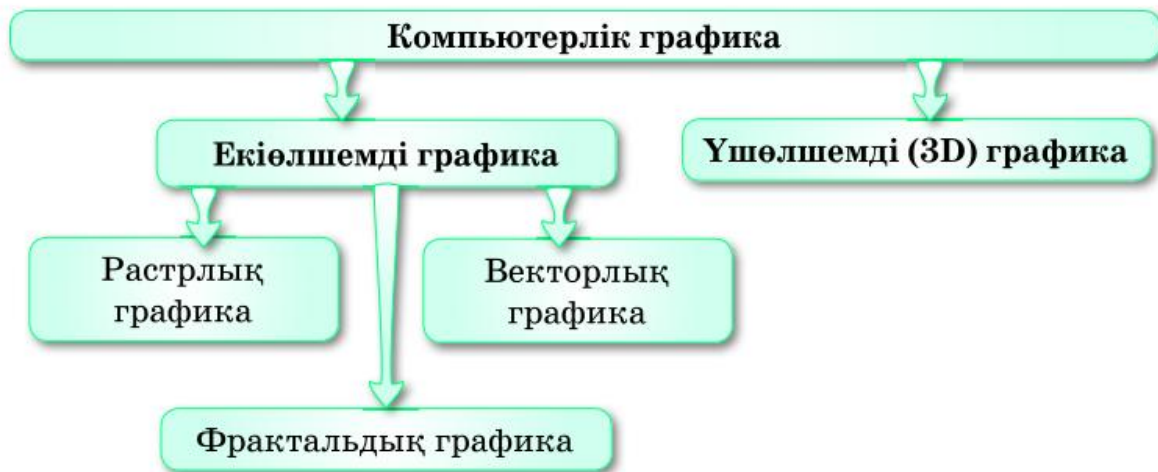 Компьютерлік графика
Екіөлшемді графика
Үшөлшемді (3D) графика
Растрлық
графика
Векторлық
графика
Фрактальдық графика